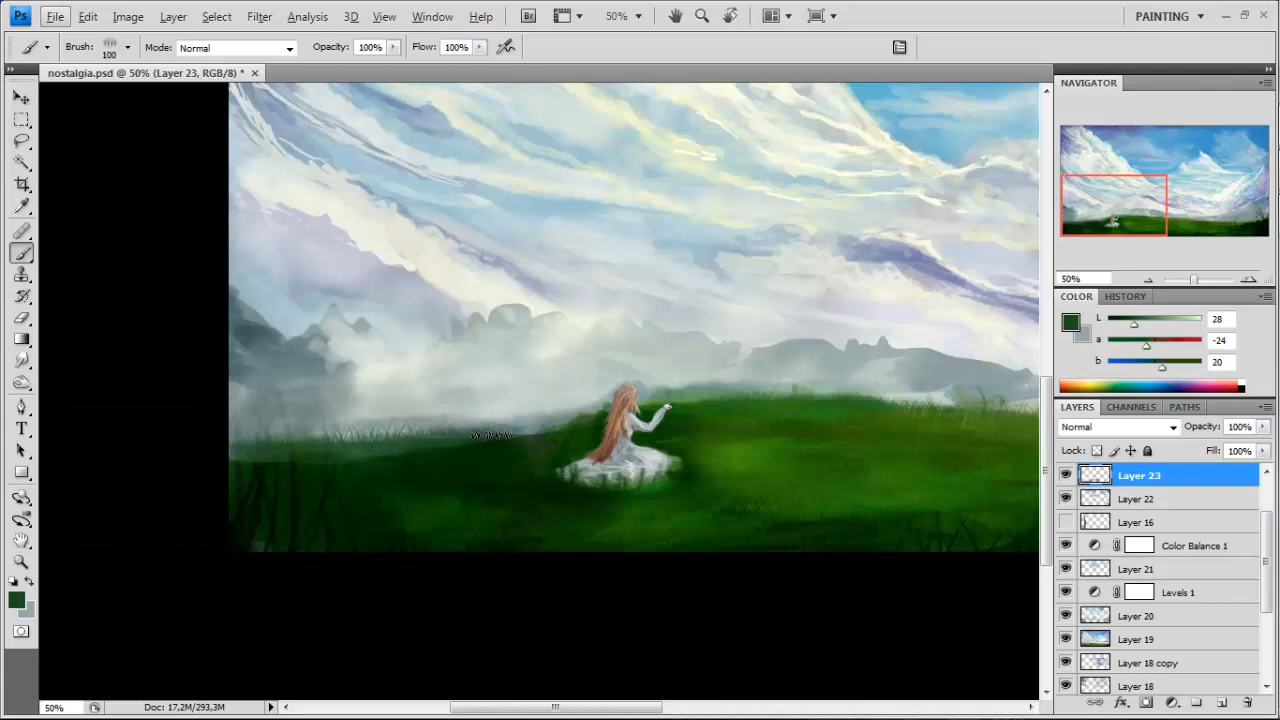 Ps File Edit Image Layer Select Filter Analysis 3D View Window Help Br 50% PAINTING
Brush: 100 Mode: Normal Opacity: 100% Flow: 100%
nostalgia.psd @ 50% (Layer 23, RGB/8) *
NAVIGATOR
50%
COLOR HISTORY
L 28
a -24
b 20
LAYERS CHANNELS PATHS
Normal Opacity: 100%
Lock: Fill: 100%
Layer 23
Layer 22
Layer 16
Color Balance 1
Layer 21
Levels 1
Layer 20
Layer 19
Layer 18 copy
Layer 18
T
50% Doc: 17,2M/293,3M
fx